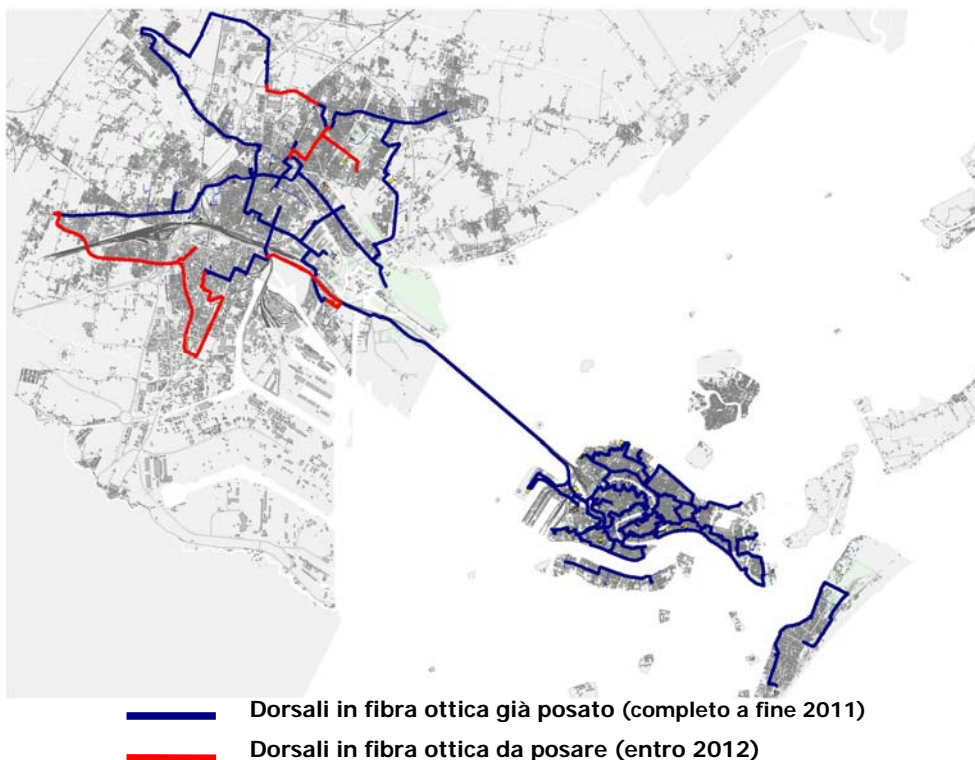 Dorsali in fibra ottica già posato (completo a fine 2011)
Dorsali in fibra ottica da posare (entro 2012)